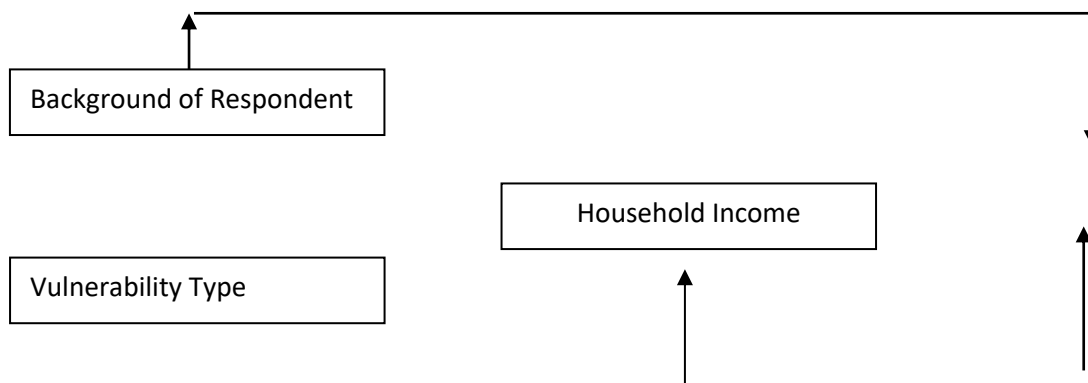 Background of Respondent
Household Income
Vulnerability Type